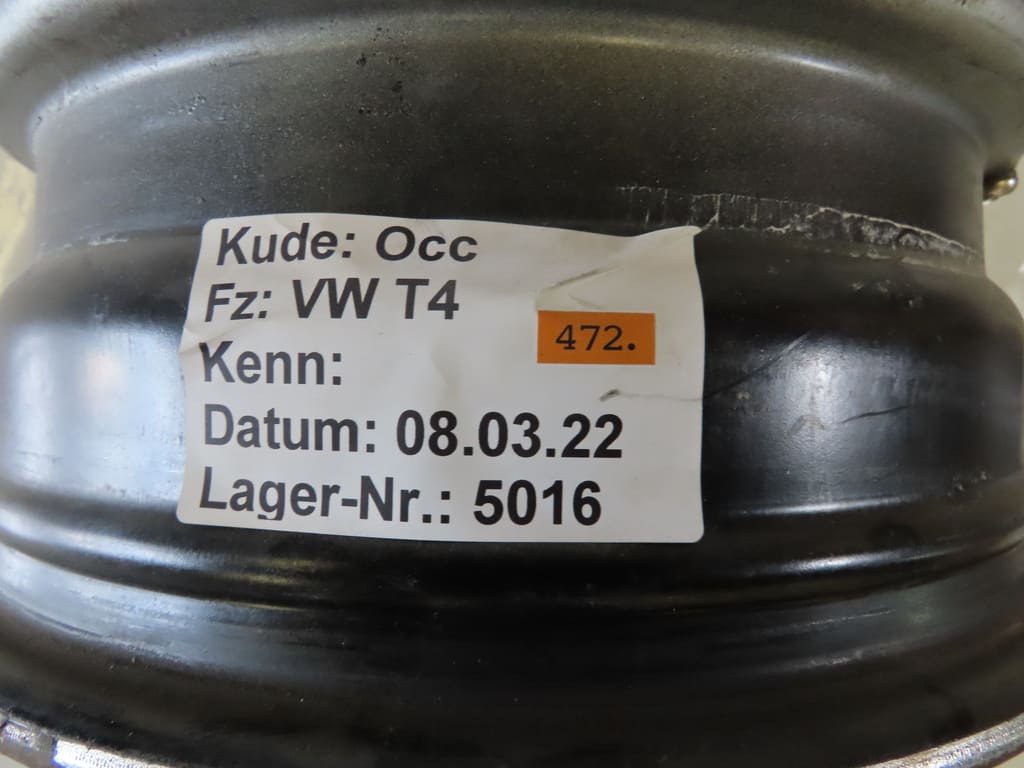 Kude: Occ
Fz: VW T4
472.
Kenn:
Datum: 08.03.22
Lager-Nr.: 5016